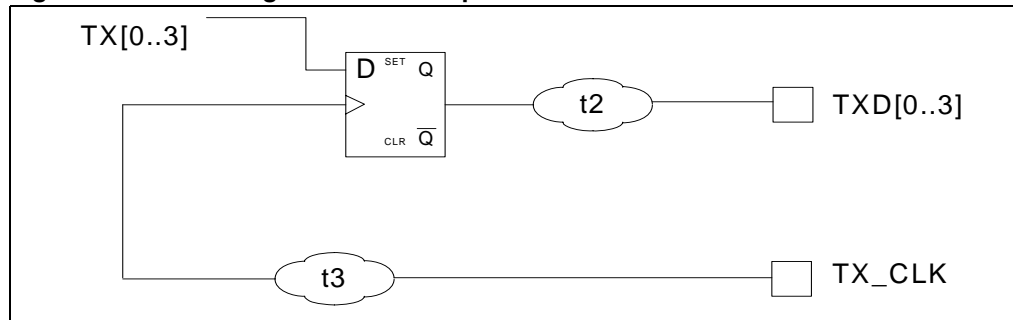 TX[0..3]
D SET Q
t2
TXD[0..3]
CLR Q̅
t3
TX_CLK